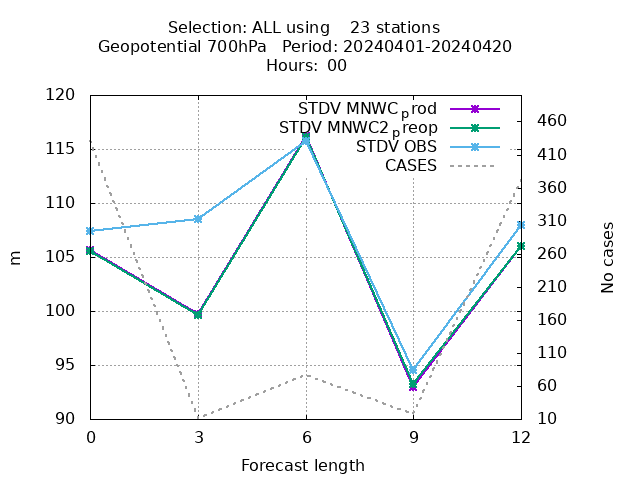 Selection: ALL using    23 stations
Geopotential 700hPa   Period: 20240401-20240420
Hours:  00
STDV MNWC_prod
STDV MNWC2_preop
STDV OBS
CASES
120
115
110
105
100
95
90
m
460
410
360
310
260
210
160
110
60
10
No cases
0 3 6 9 12
Forecast length